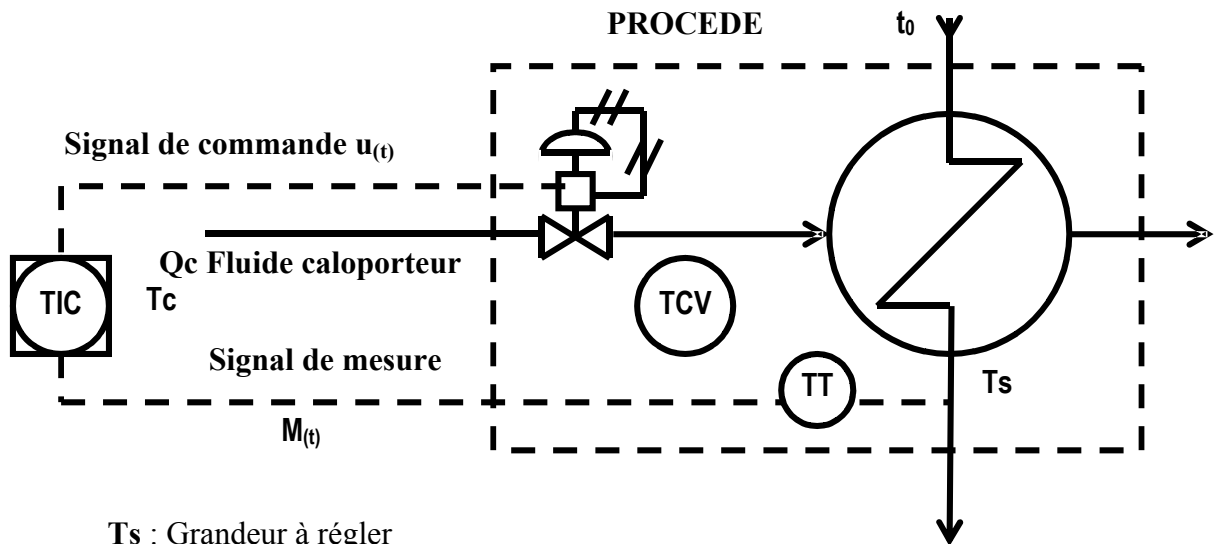 PROCEDE
t0
Signal de commande u(t)
Qc Fluide caloporteur
TIC
Tc
TCV
Signal de mesure
TT
Ts
M(t)
Ts : Grandeur à régler